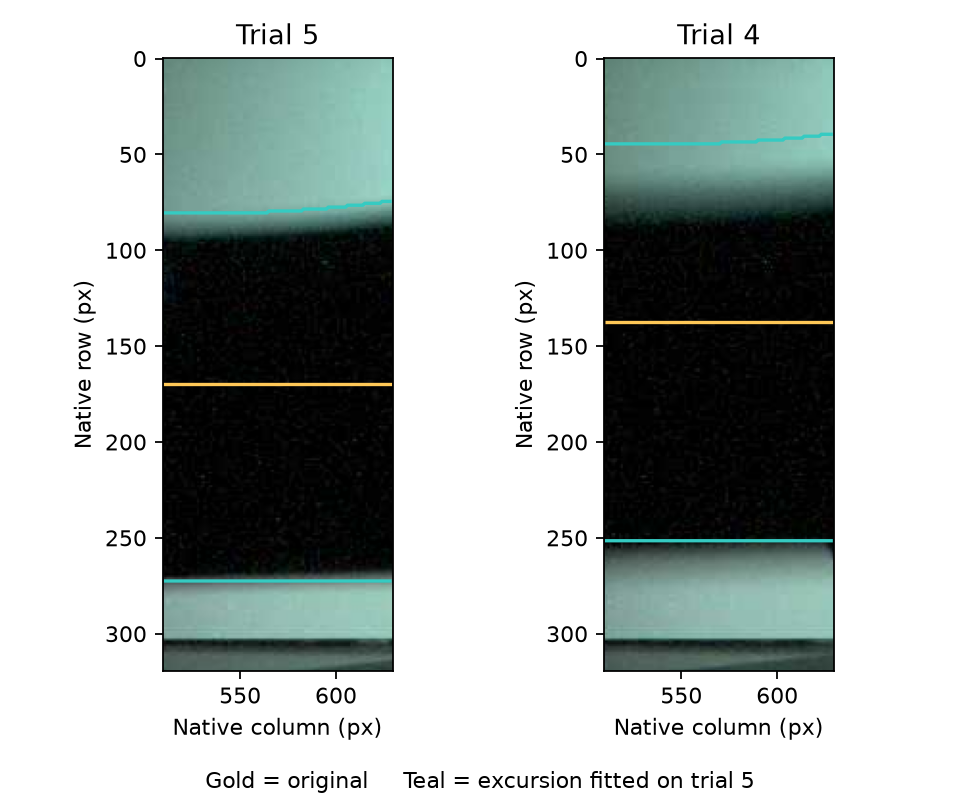 Trial 5
Trial 4
0
50
100
150
200
250
300
Native row (px)
550
600
Native column (px)
0
50
100
150
200
250
300
Native row (px)
550
600
Native column (px)
Gold = original Teal = excursion fitted on trial 5